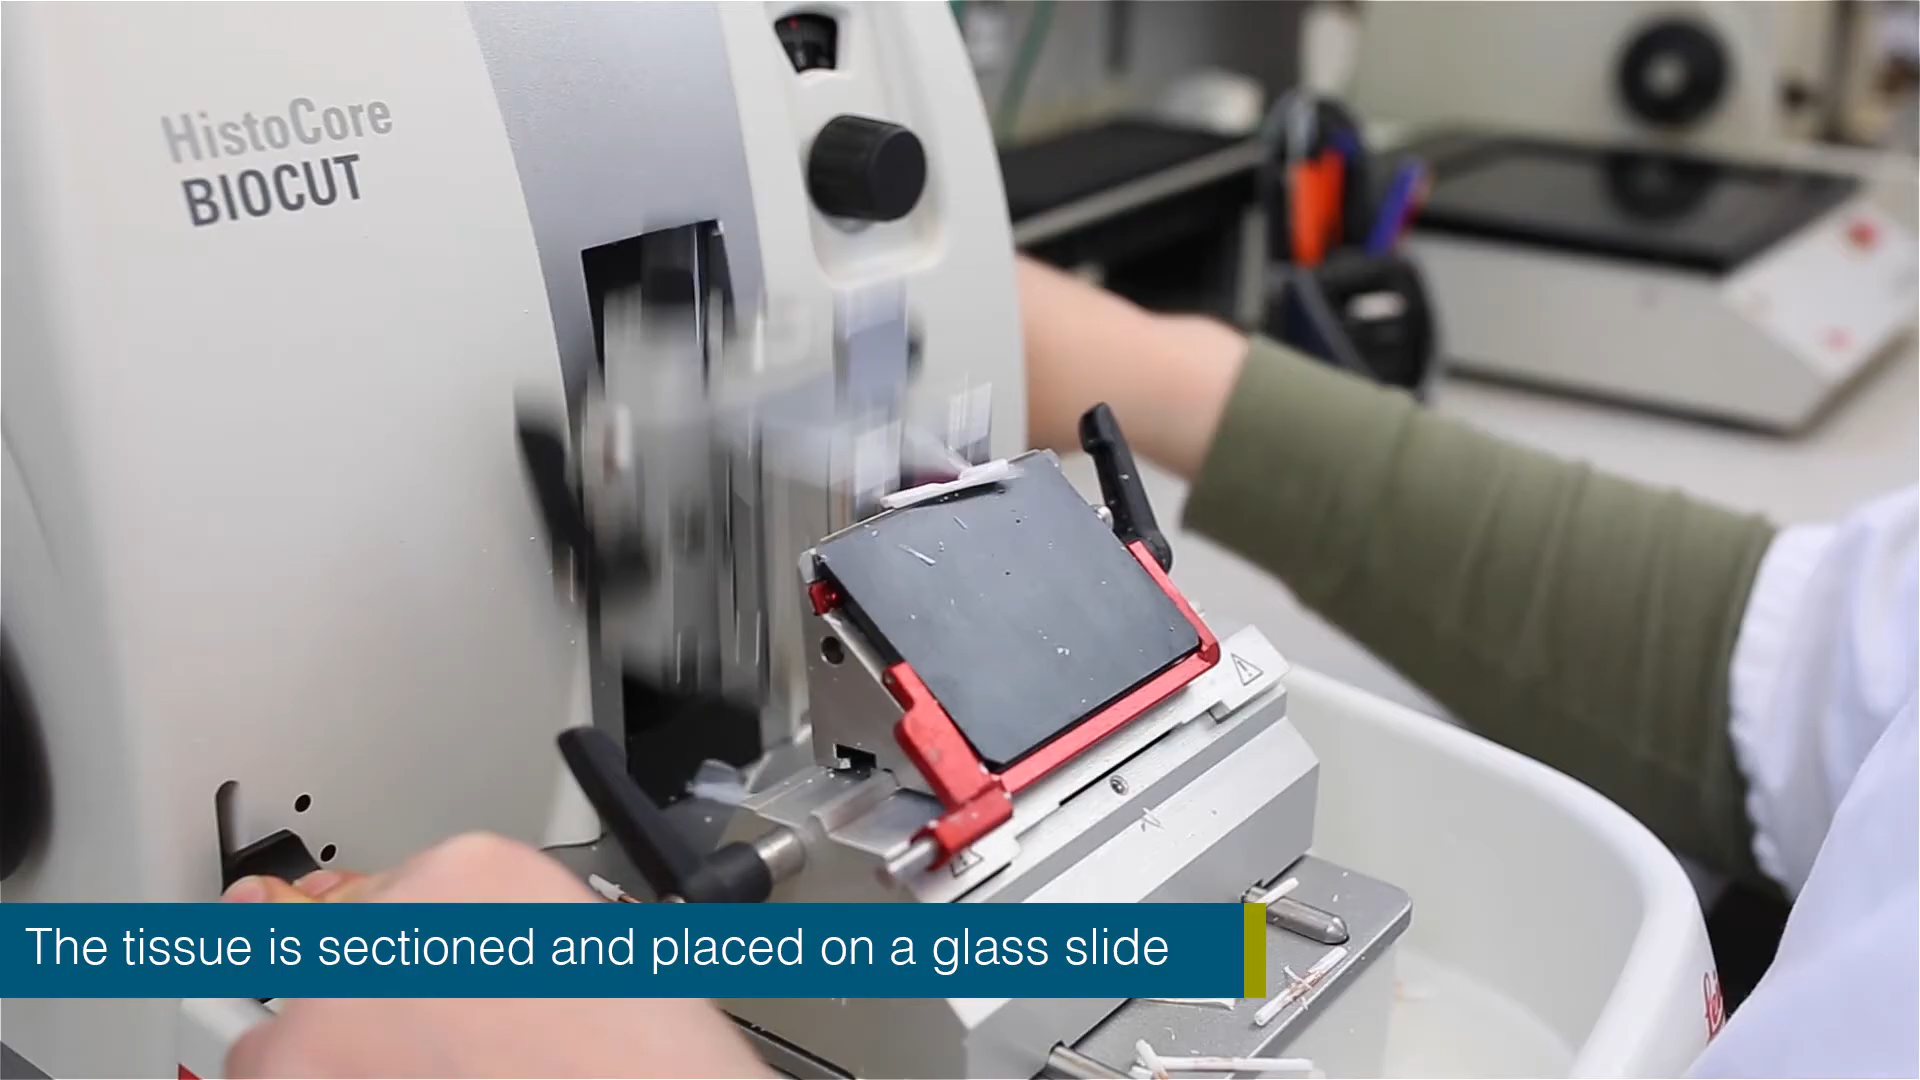 HistoCore
BIOCUT
The tissue is sectioned and placed on a glass slide